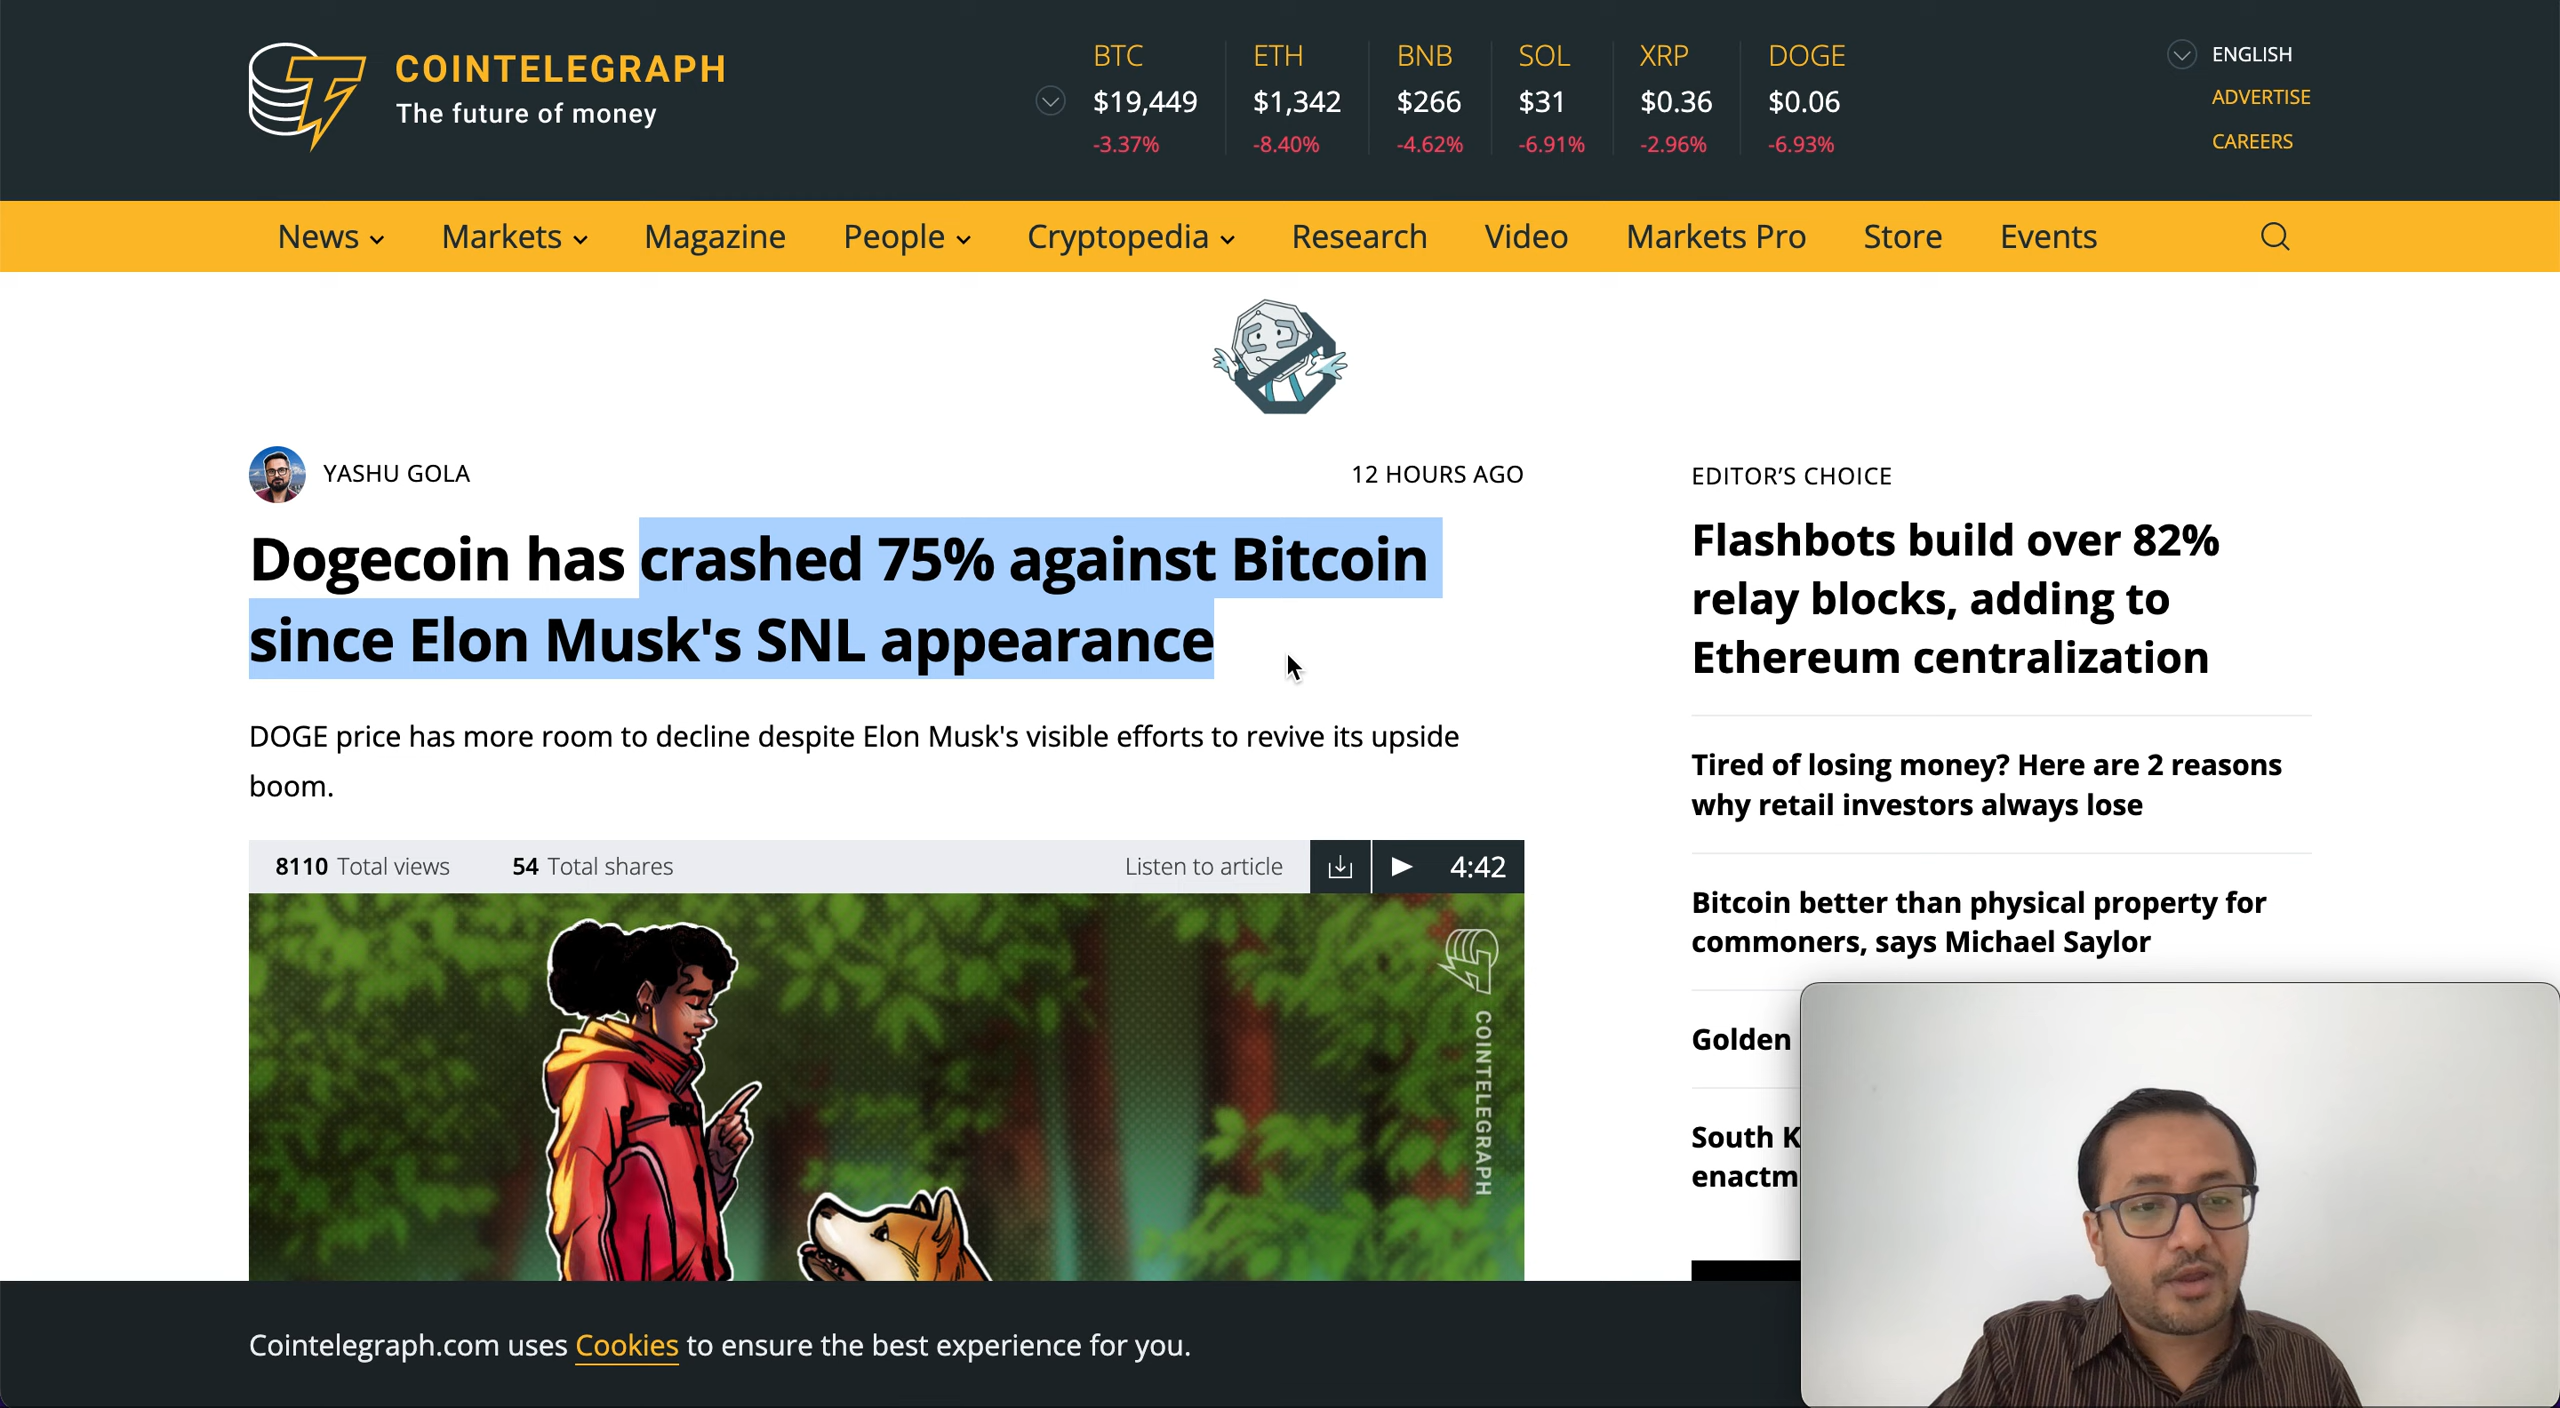 COINTELEGRAPH
The future of money
BTC
$19,449
-3.37%
ETH
$1,342
-8.40%
BNB
$266
-4.62%
SOL
$31
-6.91%
XRP
$0.36
-2.96%
DOGE
$0.06
-6.93%
ENGLISH
ADVERTISE
CAREERS
News
Markets
Magazine
People
Cryptopedia
Research
Video
Markets Pro
Store
Events
YASHU GOLA
12 HOURS AGO
Dogecoin has crashed 75% against Bitcoin
since Elon Musk's SNL appearance
DOGE price has more room to decline despite Elon Musk's visible efforts to revive its upside
boom.
8110 Total views
54 Total shares
Listen to article
4:42
COINTELEGRAPH
EDITOR’S CHOICE
Flashbots build over 82%
relay blocks, adding to
Ethereum centralization
Tired of losing money? Here are 2 reasons
why retail investors always lose
Bitcoin better than physical property for
commoners, says Michael Saylor
Golden
South K
enactm
Cointelegraph.com uses Cookies to ensure the best experience for you.